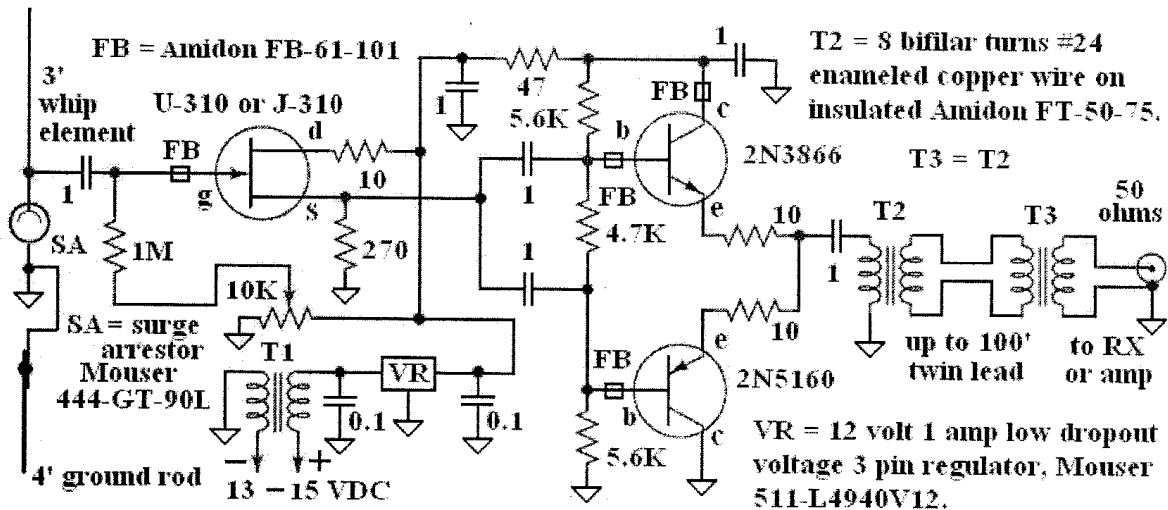 FB = Amidon FB-61-101
3'
whip
element
U-310 or J-310
1
FB
g
d
s
10
SA
1M
270
10K
SA = surge
arrestor
Mouser
444-GT-90L
4' ground rod
T1
VR
0.1
0.1
- +
13 - 15 VDC
1
47
5.6K
1
1
FB
4.7K
1
FB
b
c
e
2N3866
10
10
1
FB
b
e
c
2N5160
5.6K
T2 = 8 bifilar turns #24
enameled copper wire on
insulated Amidon FT-50-75.
T3 = T2
T2
T3
50
ohms
up to 100'
twin lead
to RX
or amp
VR = 12 volt 1 amp low dropout
voltage 3 pin regulator, Mouser
511-L4940V12.